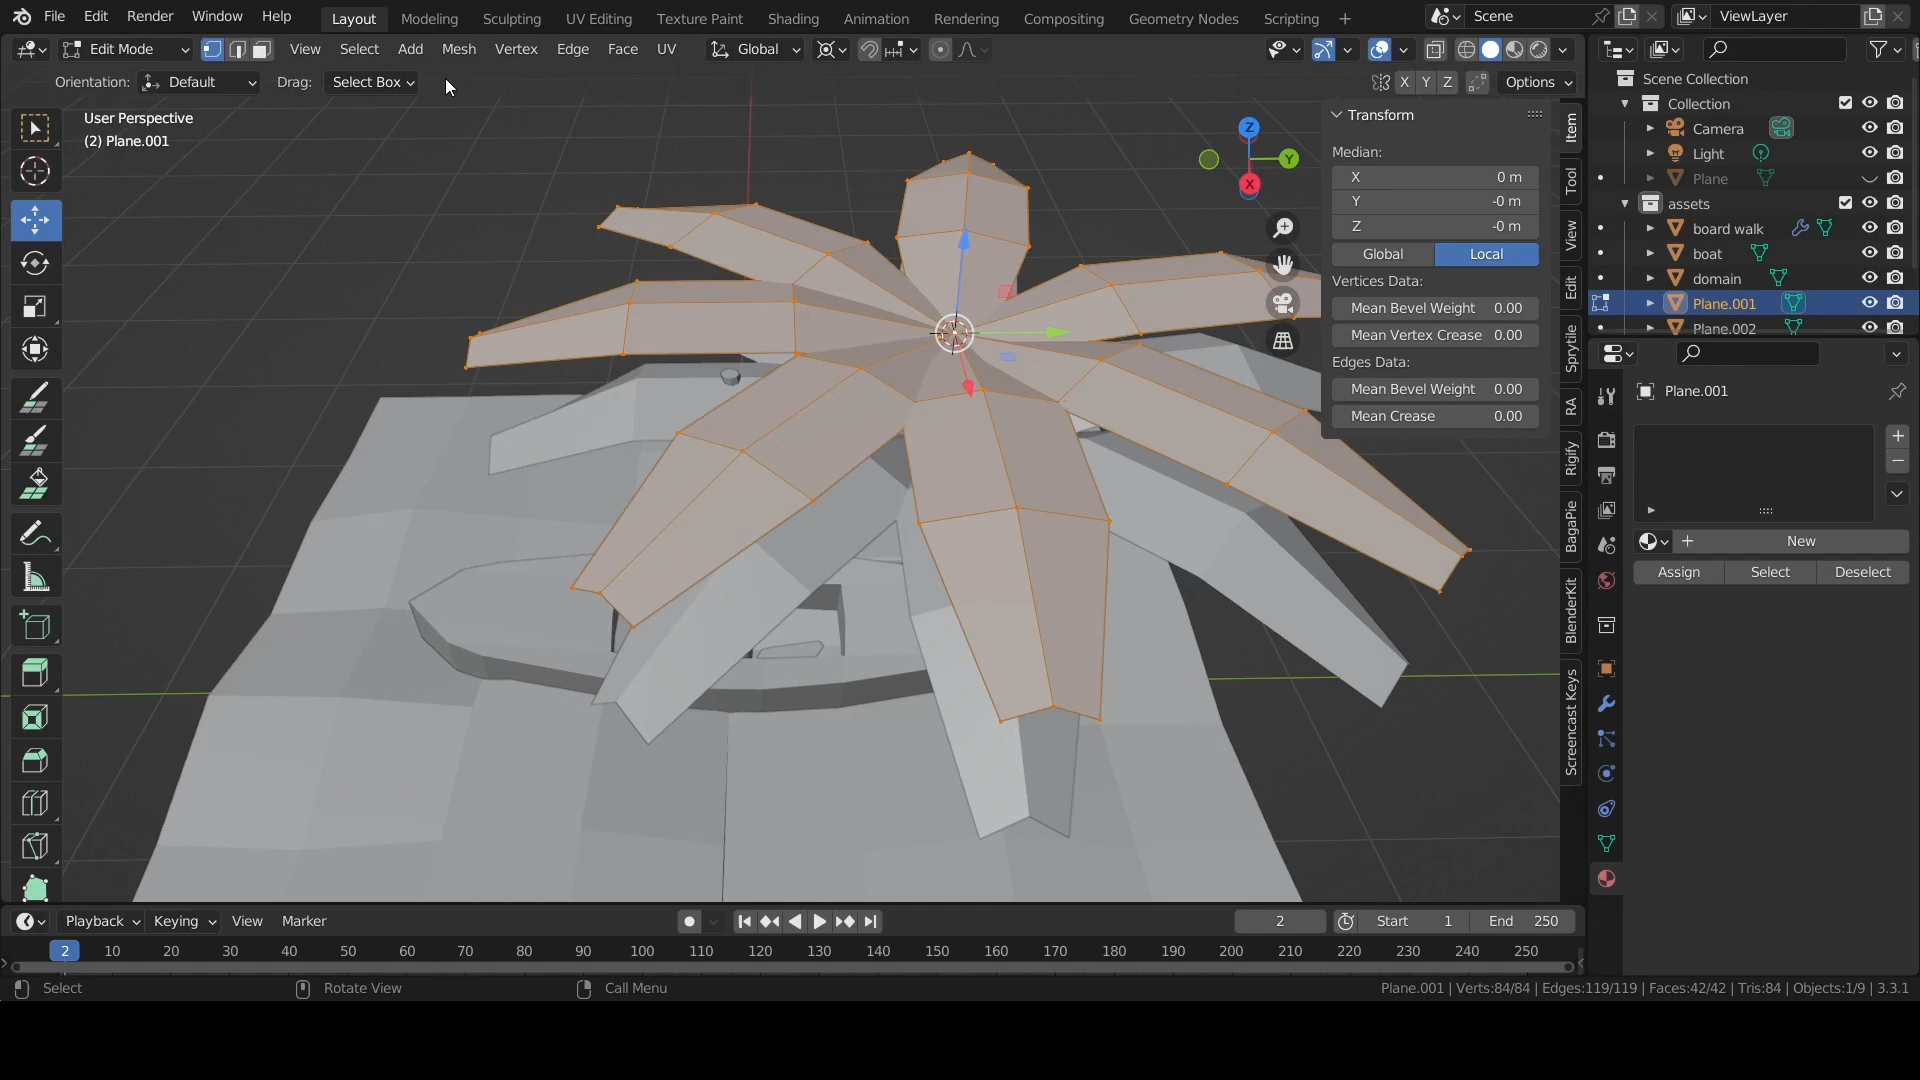 File Edit Render Window Help Layout Modeling Sculpting UV Editing Texture Paint Shading Animation Rendering Compositing Geometry Nodes Scripting + Scene ViewLayer
Edit Mode View Select Add Mesh Vertex Edge Face UV Global
Orientation: Default Drag: Select Box X Y Z Options
User Perspective
(2) Plane.001
Z
Y
X
Transform
Median:
X 0 m
Y -0 m
Z -0 m
Global Local
Vertices Data:
Mean Bevel Weight 0.00
Mean Vertex Crease 0.00
Edges Data:
Mean Bevel Weight 0.00
Mean Crease 0.00
Item
Tool
View
Edit
Sprytile
RA
Rigify
BagaPie
BlenderKit
Screencast Keys
Scene Collection
Collection
Camera
Light
Plane
assets
board walk
boat
domain
Plane.001
Plane.002
Plane.001
New
Assign Select Deselect
Playback Keying View Marker 2 Start 1 End 250
2 10 20 30 40 50 60 70 80 90 100 110 120 130 140 150 160 170 180 190 200 210 220 230 240 250
Select Rotate View Call Menu Plane.001 | Verts:84/84 | Edges:119/119 | Faces:42/42 | Tris:84 | Objects:1/9 | 3.3.1